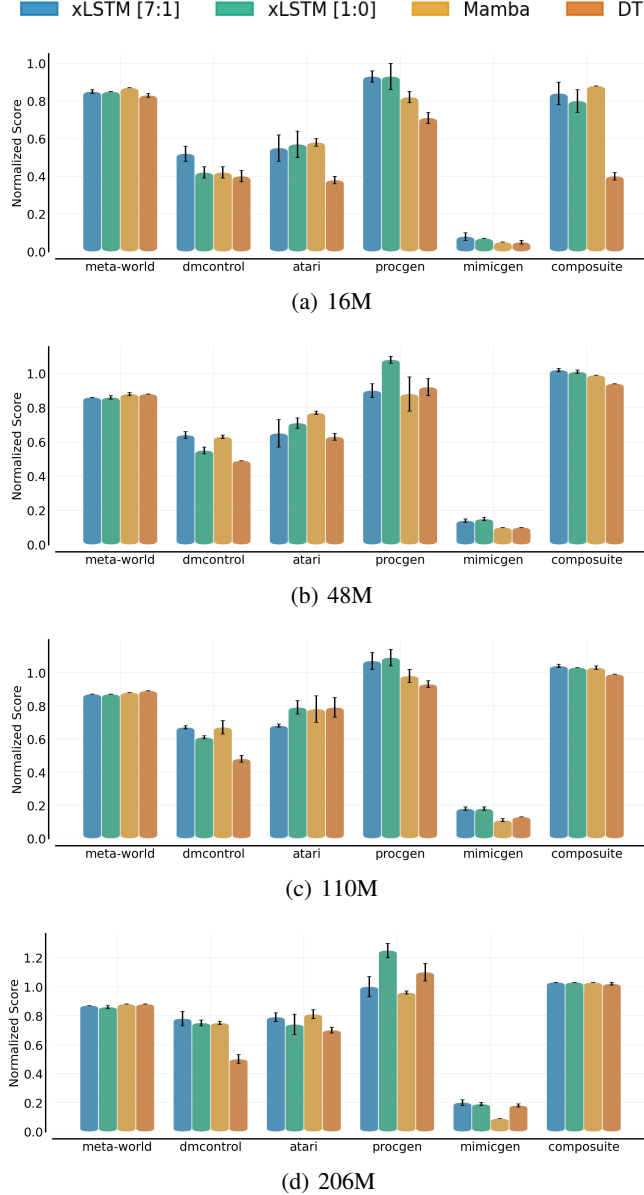 xLSTM [7:1] xLSTM [1:0] Mamba DT
1.0
0.8
0.6
0.4
0.2
0.0
Normalized Score
meta-world dmcontrol atari procgen mimicgen composuite
(a) 16M
1.0
0.8
0.6
0.4
0.2
0.0
Normalized Score
meta-world dmcontrol atari procgen mimicgen composuite
(b) 48M
1.0
0.8
0.6
0.4
0.2
0.0
Normalized Score
meta-world dmcontrol atari procgen mimicgen composuite
(c) 110M
1.2
1.0
0.8
0.6
0.4
0.2
0.0
Normalized Score
meta-world dmcontrol atari procgen mimicgen composuite
(d) 206M